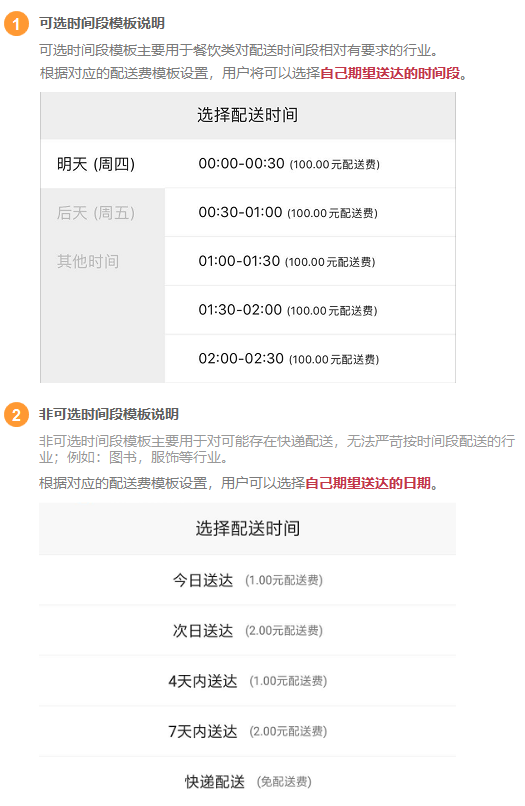 1 可选时间段模板说明
可选时间段模板主要用于餐饮类对配送时间段相对有要求的行业。
根据对应的配送费模板设置，用户将可以选择自己期望送达的时间段。
选择配送时间
明天 (周四) 00:00-00:30 (100.00元配送费)
后天 (周五) 00:30-01:00 (100.00元配送费)
其他时间 01:00-01:30 (100.00元配送费)
01:30-02:00 (100.00元配送费)
02:00-02:30 (100.00元配送费)
2 非可选时间段模板说明
非可选时间段模板主要用于对可能存在快递配送，无法严苛按时间段配送的行
业；例如：图书，服饰等行业。
根据对应的配送费模板设置，用户可以选择自己期望送达的日期。
选择配送时间
今日送达 (1.00元配送费)
次日送达 (2.00元配送费)
4天内送达 (1.00元配送费)
7天内送达 (2.00元配送费)
快递配送 (免配送费)